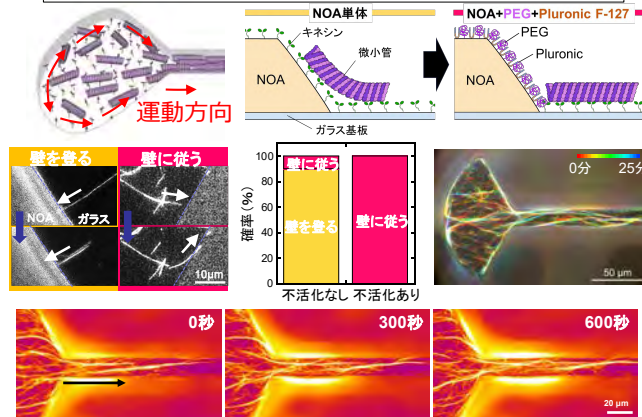 NOA単体
NOA+PEG+Pluronic F-127
キネシン
微小管
NOA
ガラス基板
PEG
Pluronic
NOA
運動方向
壁を登る
壁に従う
NOA
ガラス
10μm
確率(%)
100
80
60
40
20
0
壁に従う
壁を登る
壁に従う
不活化なし
不活化あり
0分
25分
50 μm
0秒
300秒
600秒
20 μm